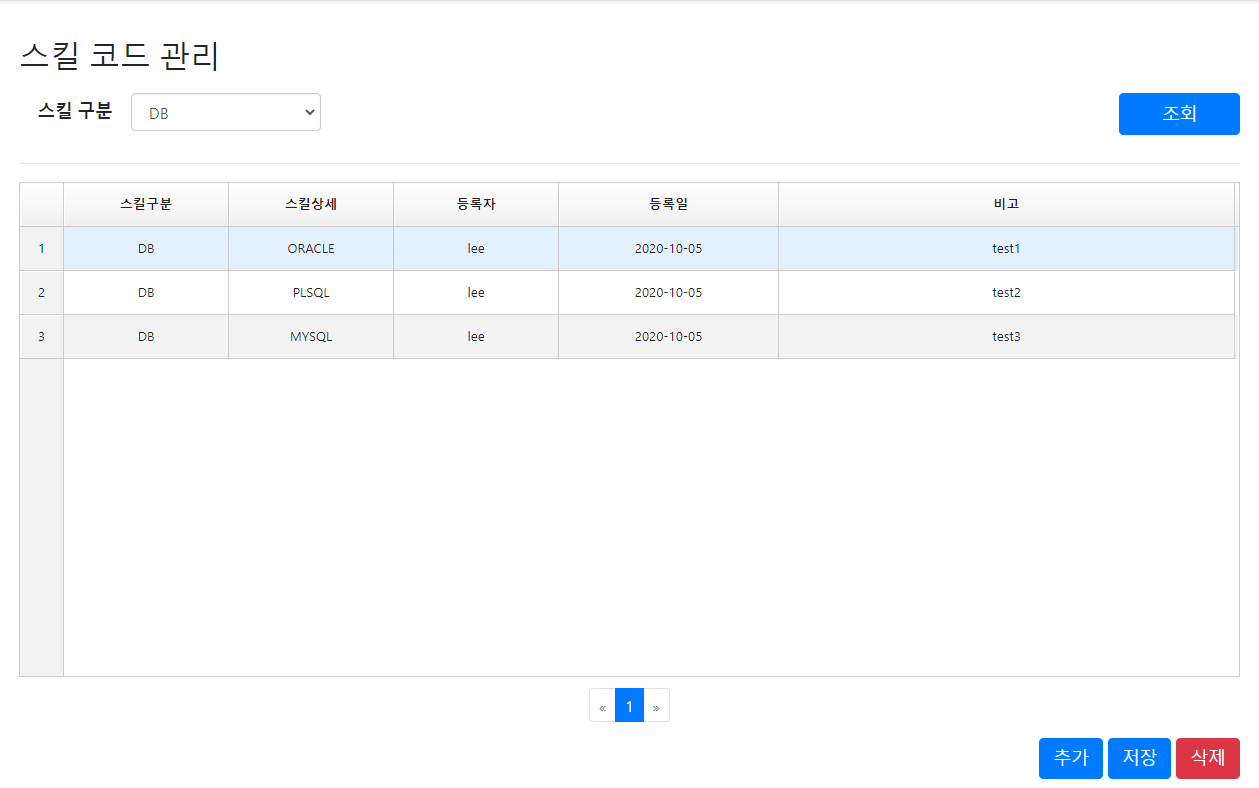 스킬 코드 관리
스킬 구분 DB 조회
스킬구분 스킬상세 등록자 등록일 비고
1 DB ORACLE lee 2020-10-05 test1
2 DB PLSQL lee 2020-10-05 test2
3 DB MYSQL lee 2020-10-05 test3
« 1 »
추가 저장 삭제